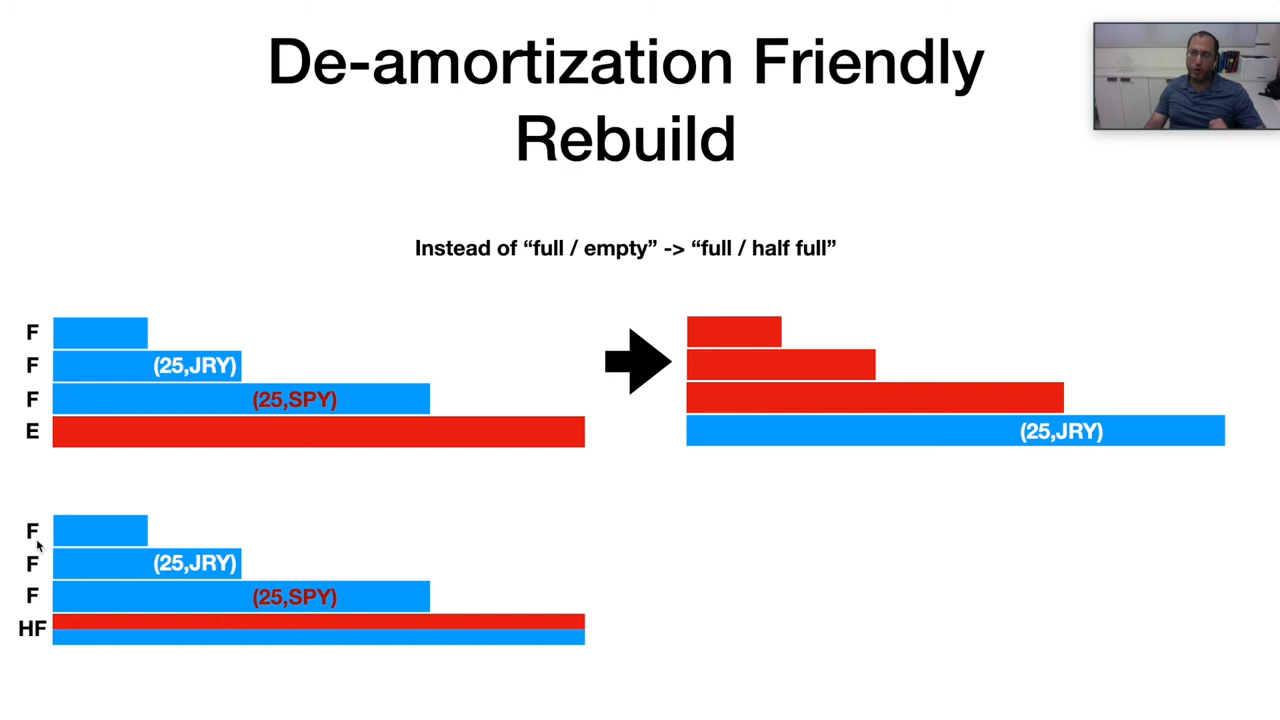 De-amortization Friendly
Rebuild
Instead of “full / empty” -> “full / half full”
F
F (25,JRY)
F (25,SPY)
E
(25,JRY)
F
F (25,JRY)
F (25,SPY)
HF